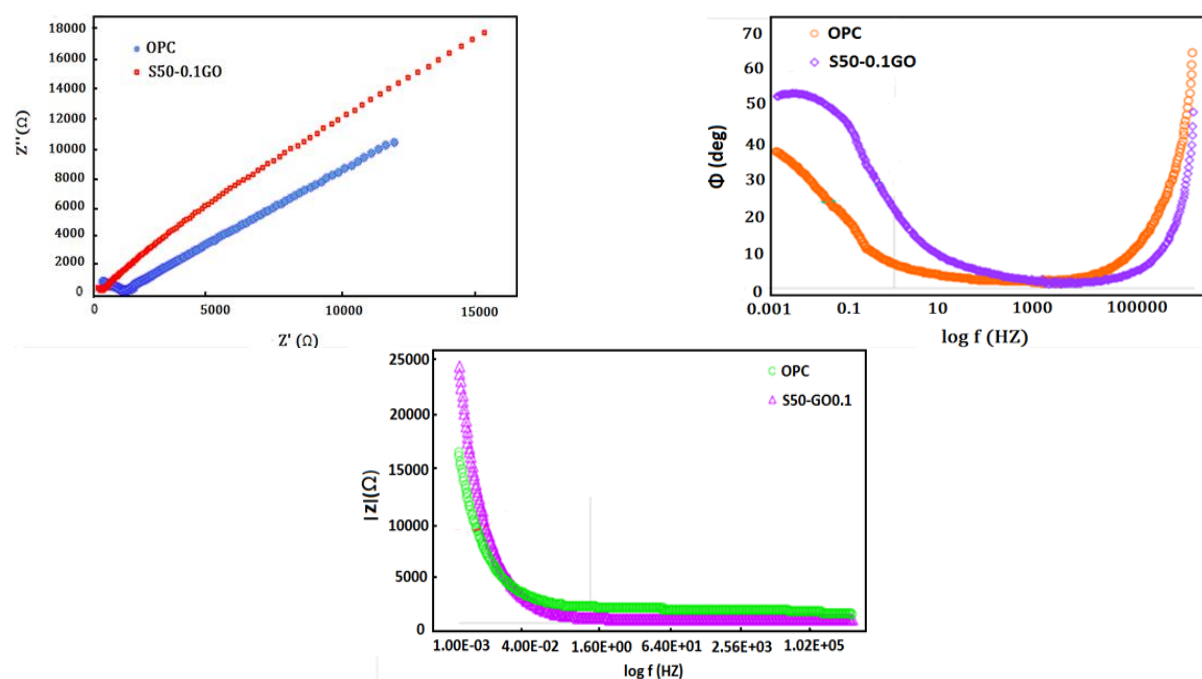 18000
16000
14000
12000
10000
8000
6000
4000
2000
0
Z''(Ω)
OPC
S50-0.1GO
0 5000 10000 15000
Z' (Ω)
70
60
50
40
30
20
10
0
Φ (deg)
OPC
S50-0.1GO
0.001 0.1 10 1000 100000
log f (HZ)
25000
20000
15000
10000
5000
0
|z|(Ω)
OPC
S50-GO0.1
1.00E-03 4.00E-02 1.60E+00 6.40E+01 2.56E+03 1.02E+05
log f (HZ)